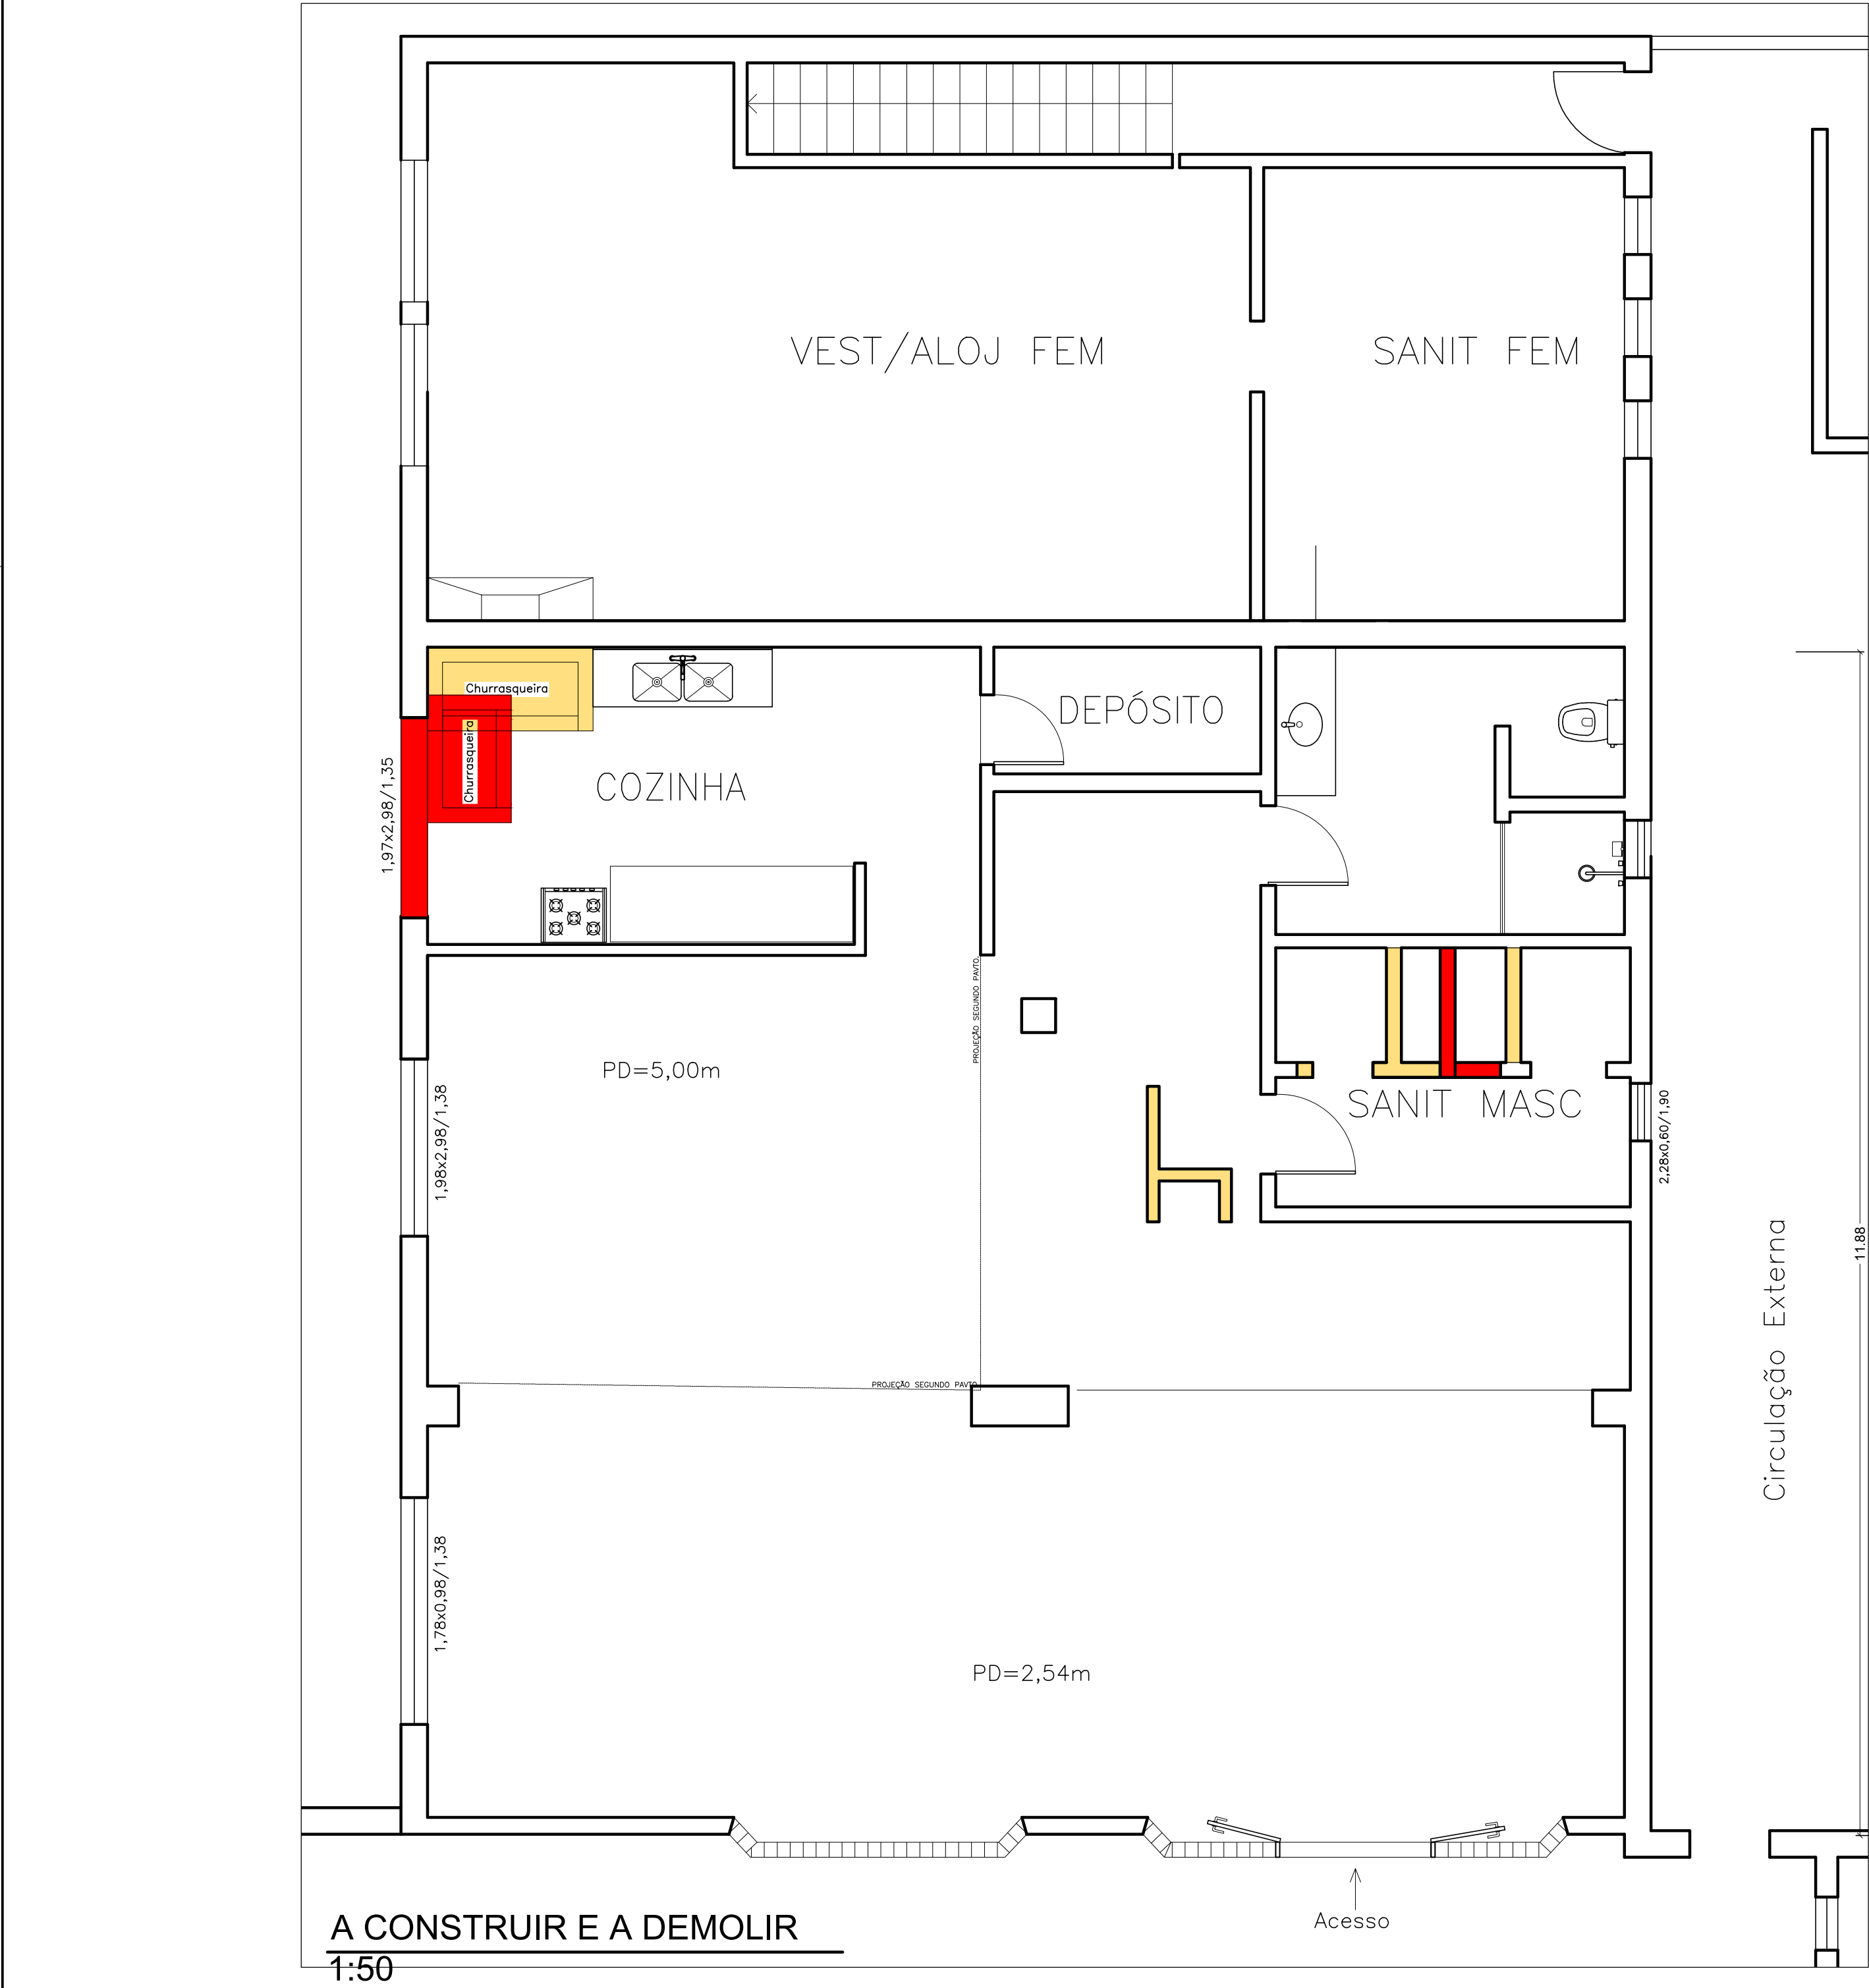 VEST/ALOJ FEM
SANIT FEM
Churrasqueira
Churrasqueira
DEPÓSITO
COZINHA
1,97x2,98/1,35
PROJEÇÃO SEGUNDO PAVTO.
PD=5,00m
SANIT MASC
1,98x2,98/1,38
2,28x0,60/1,90
11.88
Circulação Externa
PROJEÇÃO SEGUNDO PAVTO.
1,78x0,98/1,38
PD=2,54m
Acesso
A CONSTRUIR E A DEMOLIR
1:50